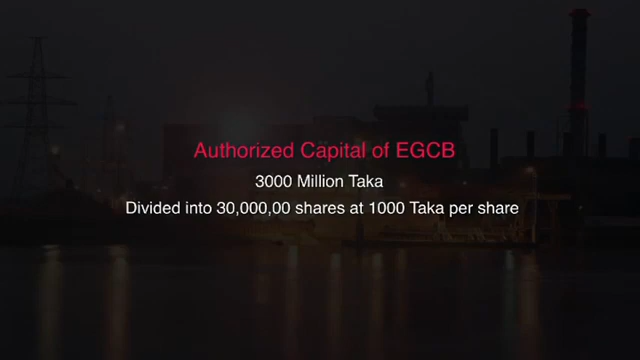 Authorized Capital of EGCB
3000 Million Taka
Divided into 30,000,00 shares at 1000 Taka per share